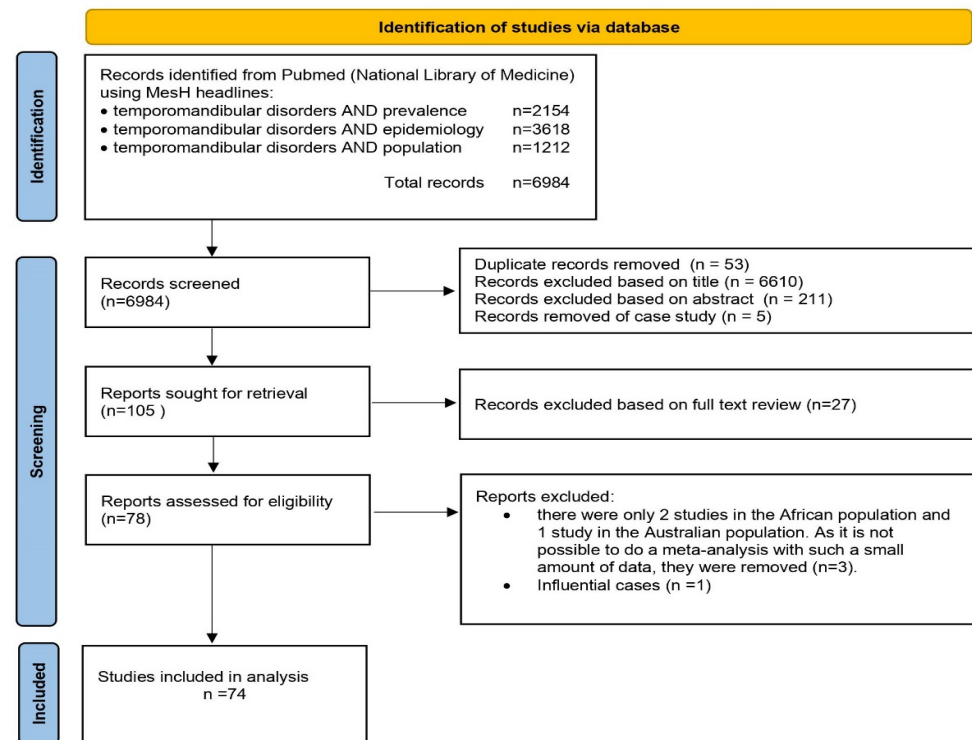 Identification of studies via database
Identification
Records identified from Pubmed (National Library of Medicine)
using MesH headlines:
• temporomandibular disorders AND prevalence n=2154
• temporomandibular disorders AND epidemiology n=3618
• temporomandibular disorders AND population n=1212
Total records n=6984
Screening
Records screened
(n=6984)
Duplicate records removed (n = 53)
Records excluded based on title (n = 6610)
Records excluded based on abstract (n = 211)
Records removed of case study (n = 5)
Reports sought for retrieval
(n=105 )
Records excluded based on full text review (n=27)
Reports assessed for eligibility
(n=78)
Reports excluded:
• there were only 2 studies in the African population and
1 study in the Australian population. As it is not
possible to do a meta-analysis with such a small
amount of data, they were removed (n=3).
• Influential cases (n =1)
Included
Studies included in analysis
n =74